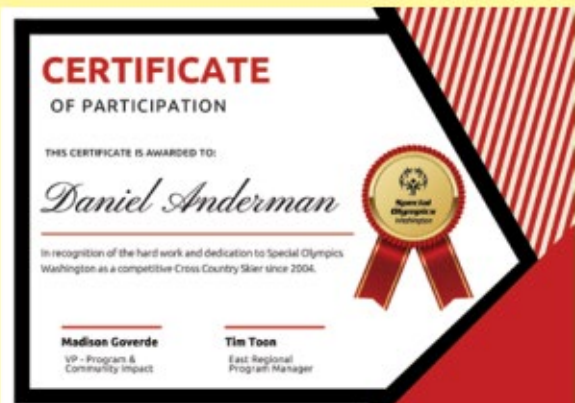 CERTIFICATE
OF PARTICIPATION
THIS CERTIFICATE IS AWARDED TO:
Daniel Anderman
Special
Olympics
Washington
In recognition of the hard work and dedication to Special Olympics
Washington as a competitive Cross Country Skier since 2004.
Madison Goverde
VP - Program &
Community Impact
Tim Toon
East Regional
Program Manager